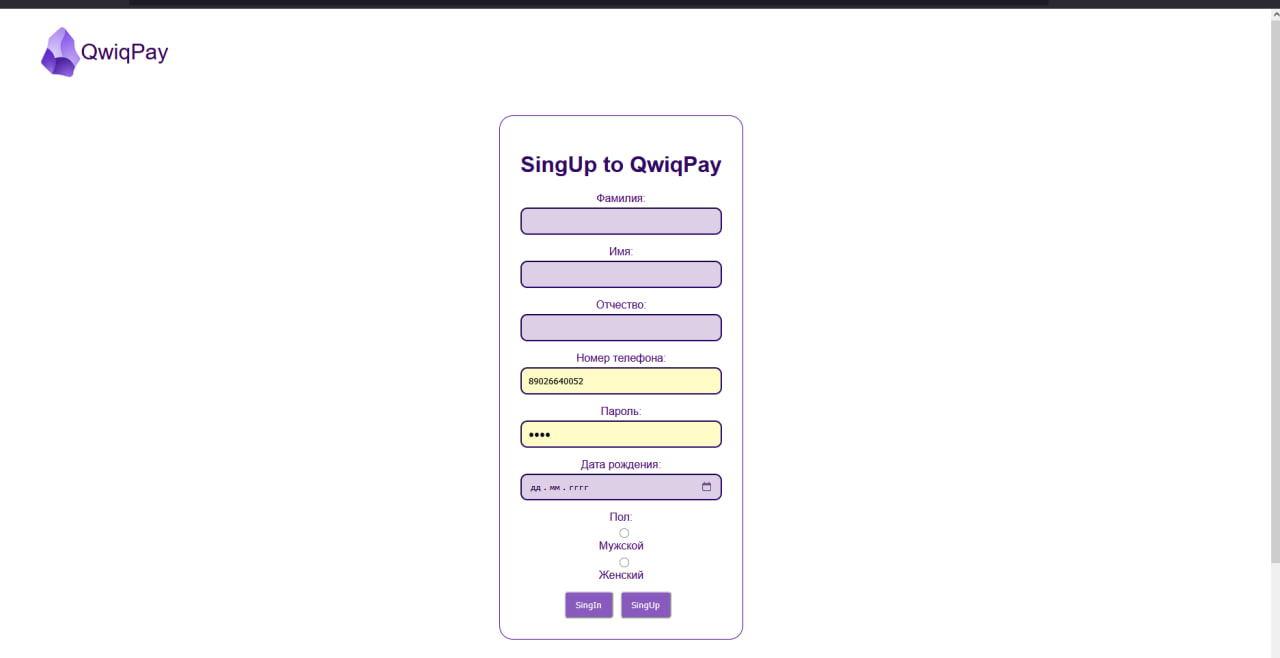 QwiqPay
SingUp to QwiqPay
Фамилия:
Имя:
Отчество:
Номер телефона:
89026640052
Пароль:
••••
Дата рождения:
дд . мм . гггг
Пол:
Мужской
Женский
SingIn SingUp